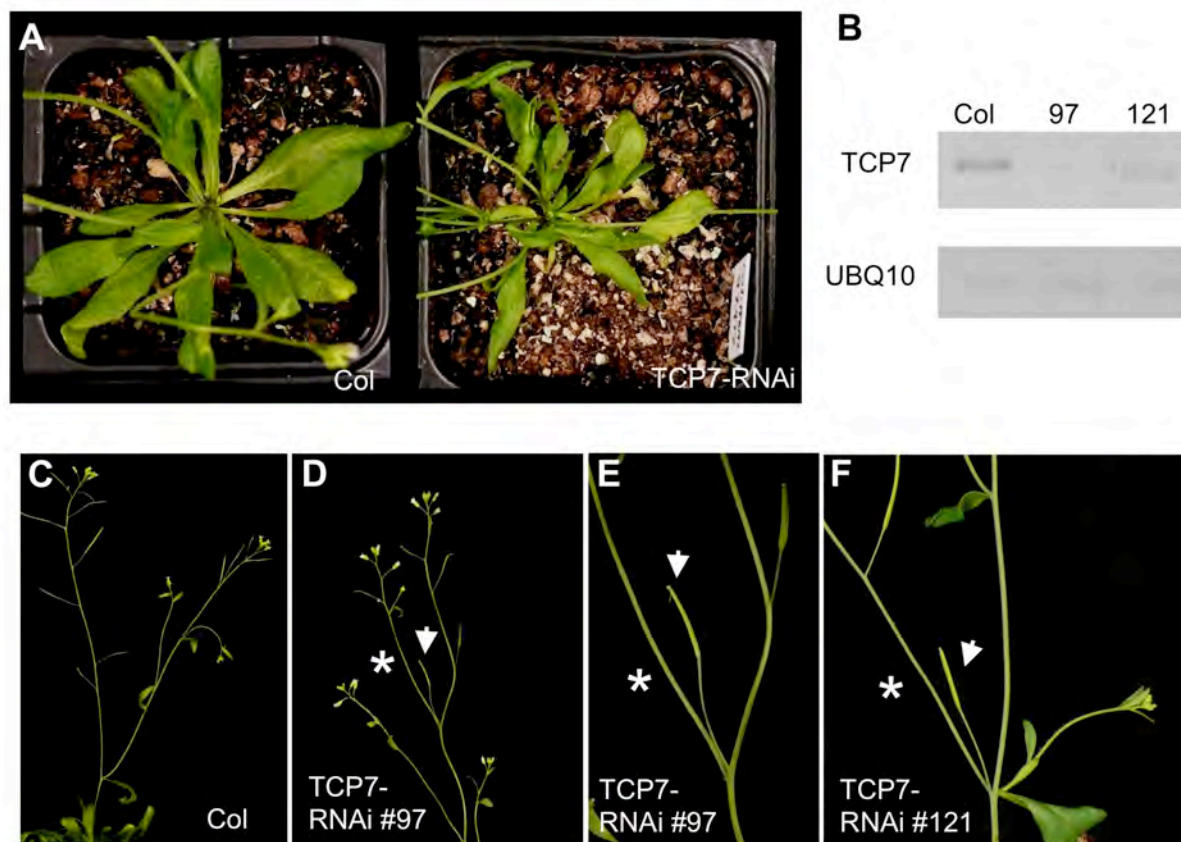 A
Col
TCP7-RNAi
B
Col 97 121
TCP7
UBQ10
C
Col
D
*
TCP7-
RNAi #97
E
*
TCP7-
RNAi #97
F
*
TCP7-
RNAi #121